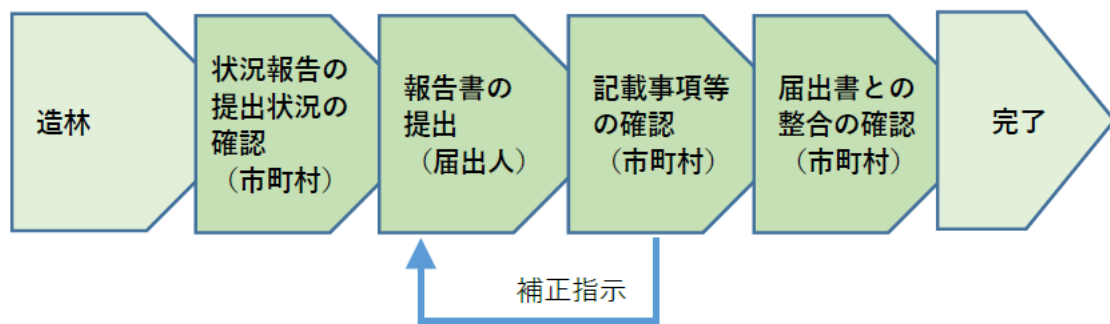 造林
状況報告の
提出状況の
確認
（市町村）
報告書の
提出
（届出人）
記載事項等
の確認
（市町村）
届出書との
整合の確認
（市町村）
完了
補正指示